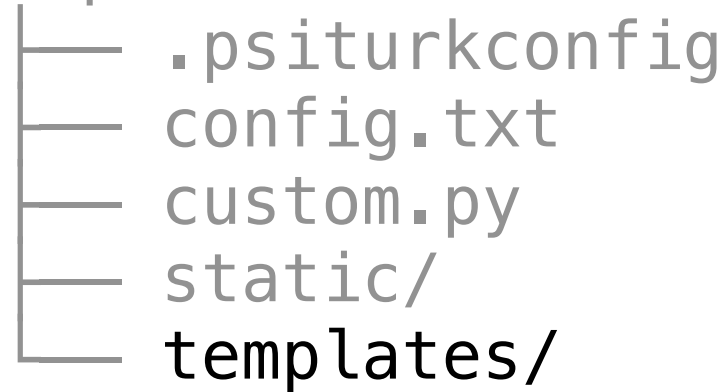 .psiturkconfig
config.txt
custom.py
static/
templates/